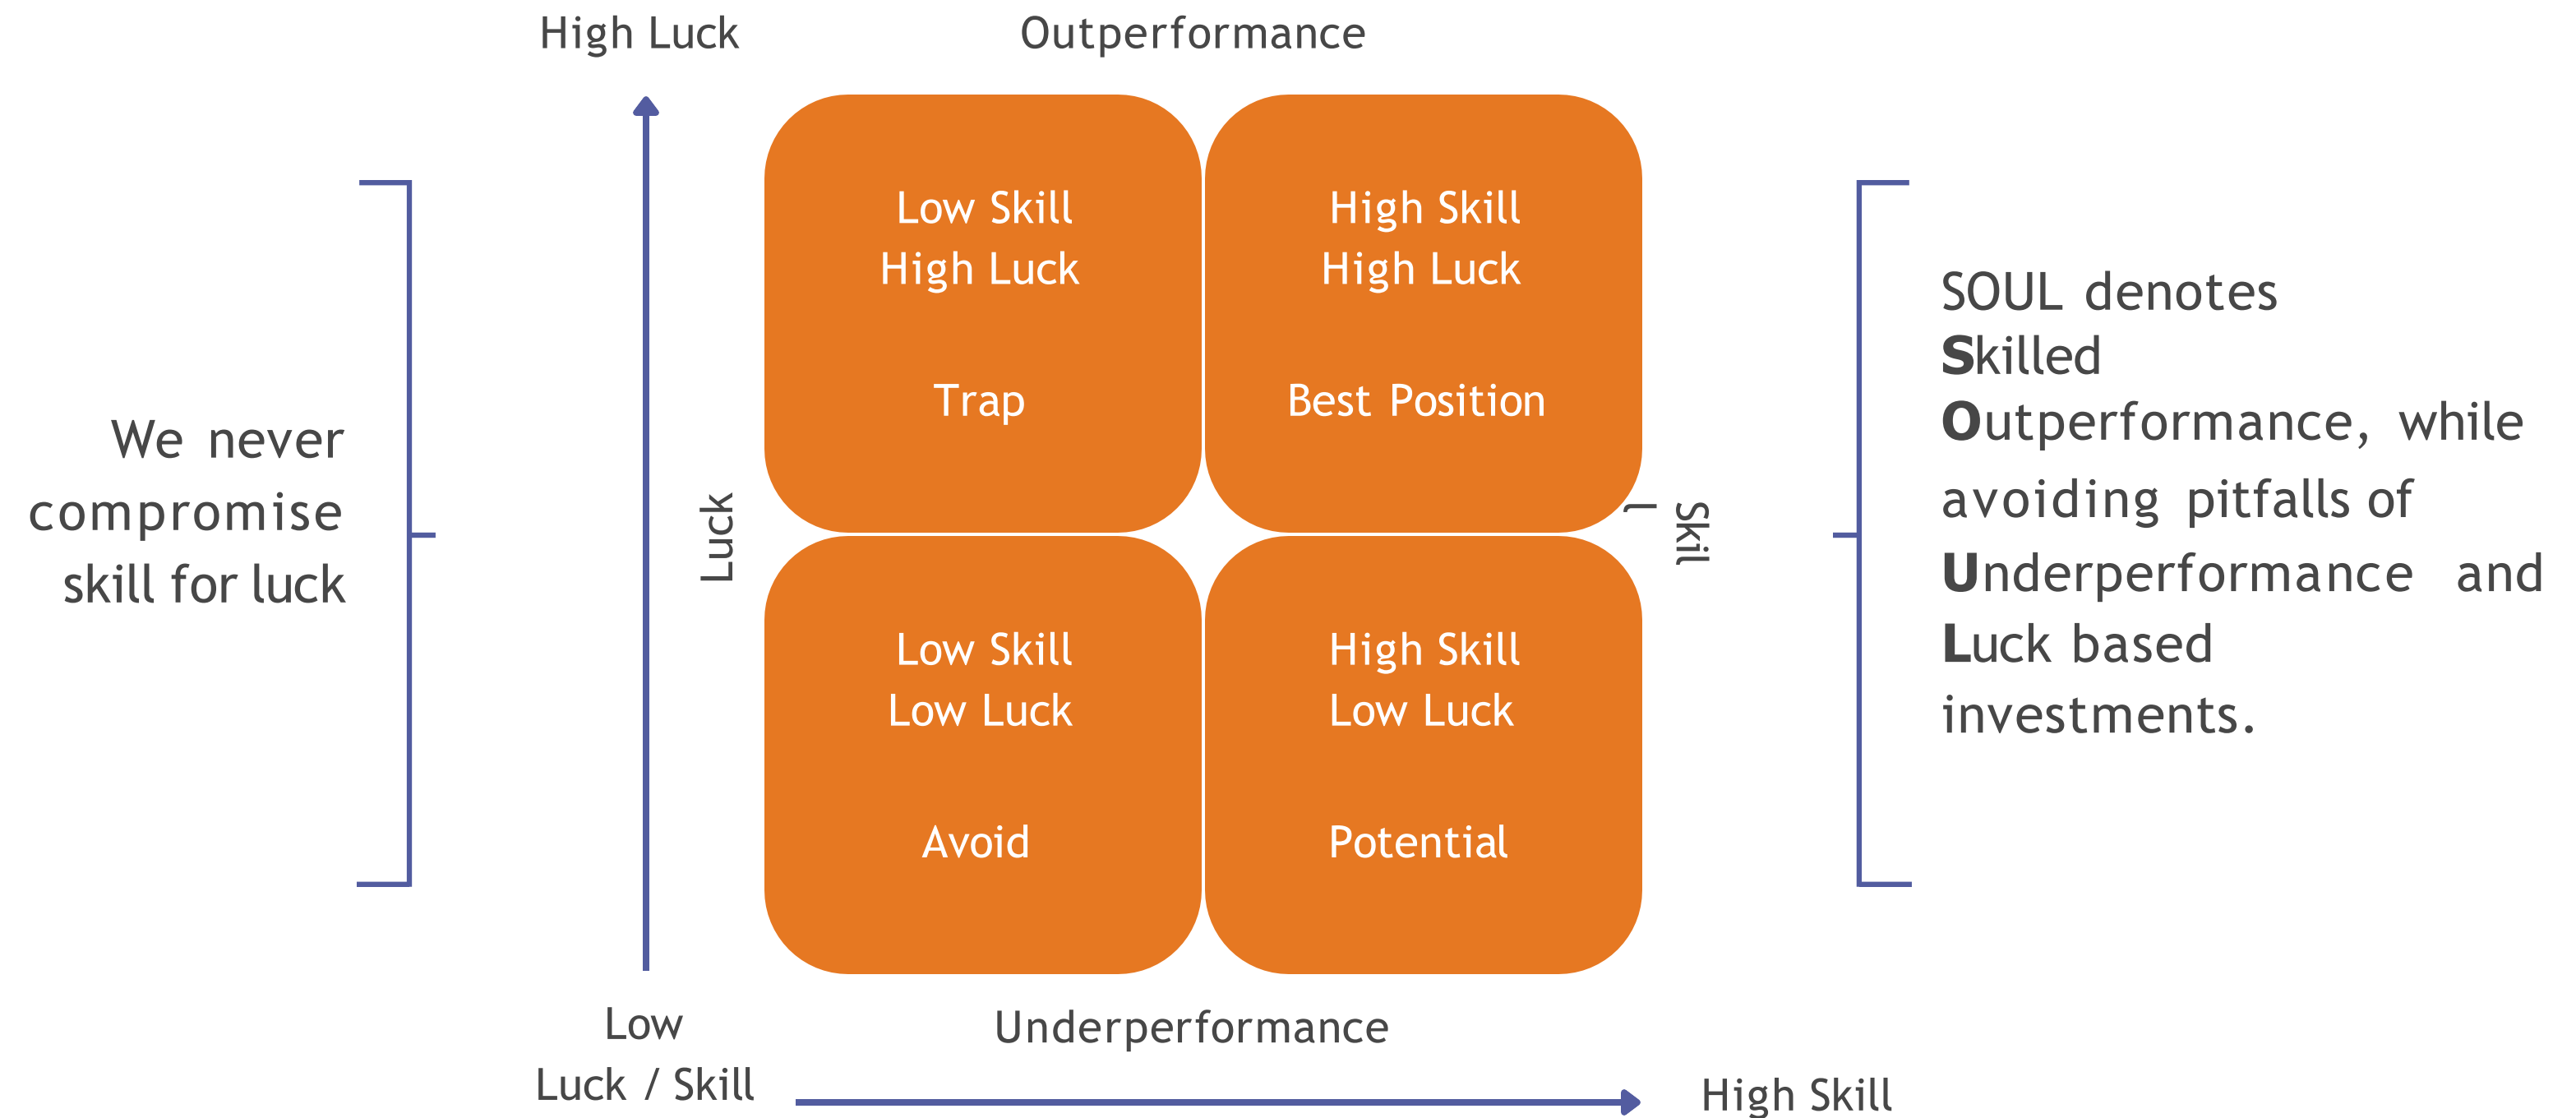 High Luck
Outperformance
We never
compromise
skill for luck
Luck
Low Skill
High Luck
Trap
High Skill
High Luck
Best Position
Low Skill
Low Luck
Avoid
High Skill
Low Luck
Potential
Skil
l
SOUL denotes
Skilled
Outperformance, while
avoiding pitfalls of
Underperformance and
Luck based
investments.
Low
Luck / Skill
Underperformance
High Skill